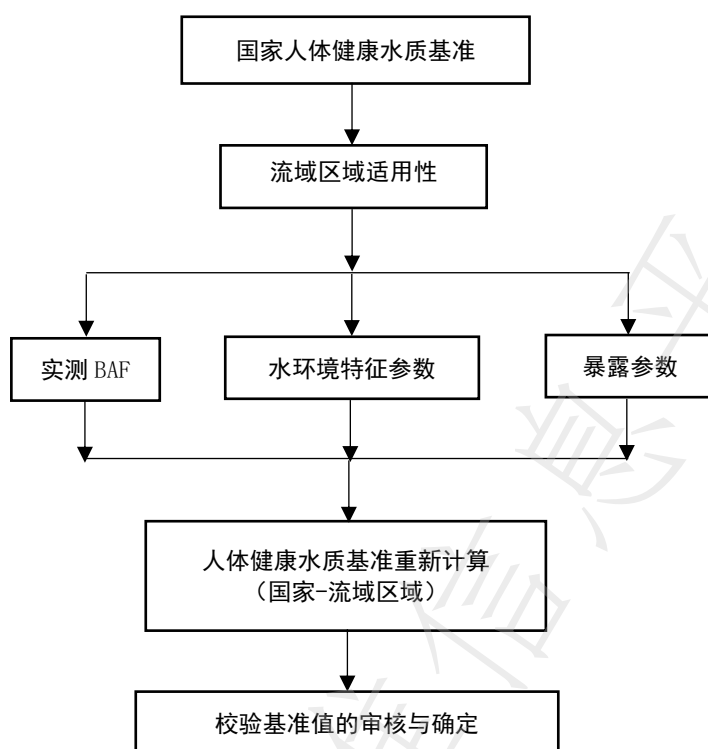 国家人体健康水质基准
流域区域适用性
实测 BAF
水环境特征参数
暴露参数
人体健康水质基准重新计算
（国家-流域区域）
校验基准值的审核与确定
信息平